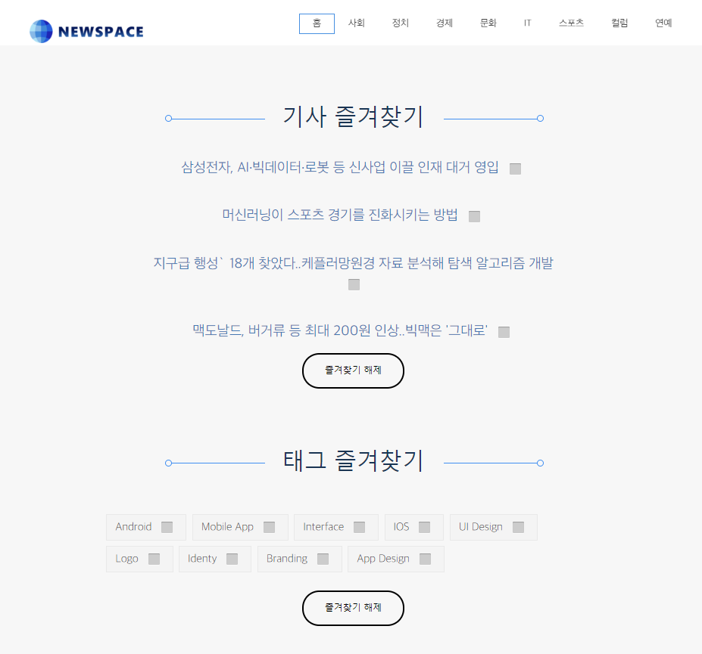 NEWSPACE
홈 사회 정치 경제 문화 IT 스포츠 컬럼 연예
기사 즐겨찾기
삼성전자, AI·빅데이터·로봇 등 신사업 이끌 인재 대거 영입
머신러닝이 스포츠 경기를 진화시키는 방법
지구급 행성` 18개 찾았다..케플러망원경 자료 분석해 탐색 알고리즘 개발
맥도날드, 버거류 등 최대 200원 인상..빅맥은 '그대로'
즐겨찾기 해제
태그 즐겨찾기
Android Mobile App Interface IOS UI Design
Logo Identy Branding App Design
즐겨찾기 해제